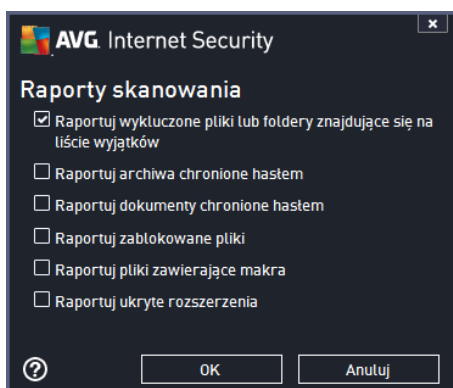 AVG. Internet Security
Raporty skanowania
Raportuj wykluczone pliki lub foldery znajdujące się na
liście wyjątków
Raportuj archiwa chronione hasłem
Raportuj dokumenty chronione hasłem
Raportuj zablokowane pliki
Raportuj pliki zawierające makra
Raportuj ukryte rozszerzenia
?
OK
Anuluj